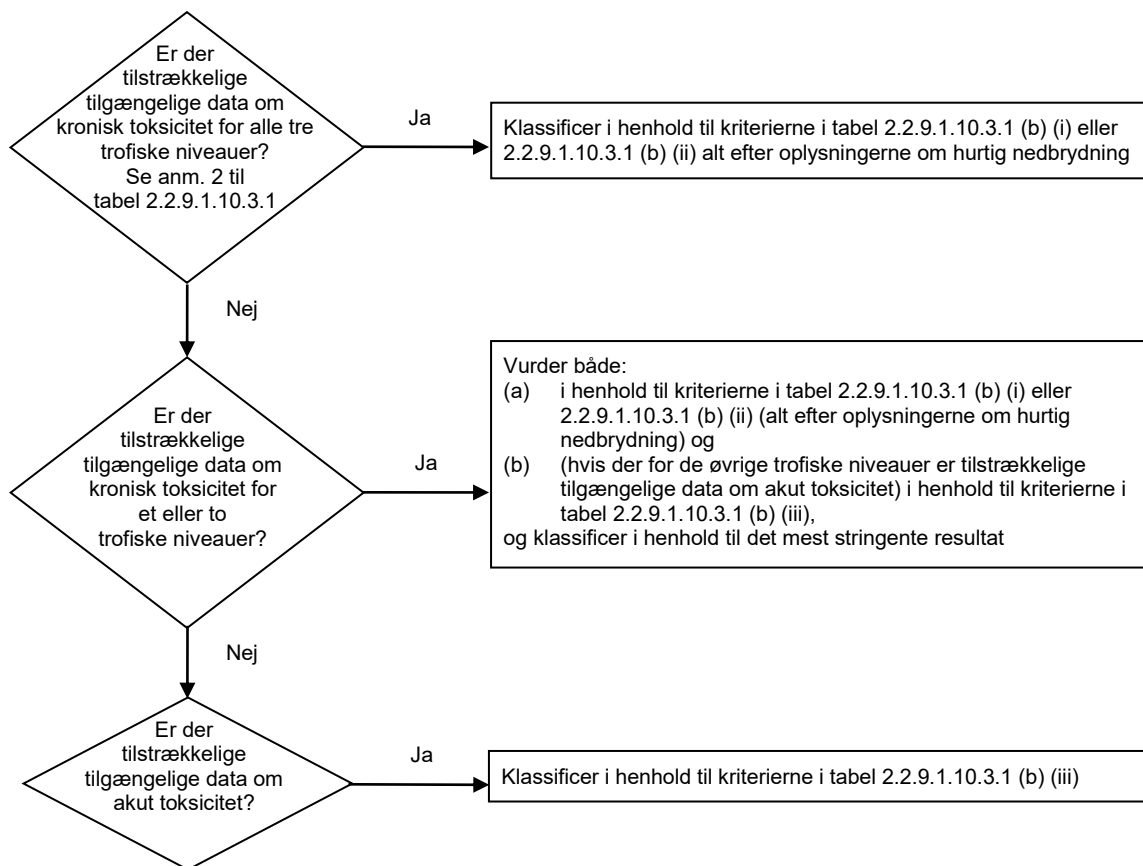 Er der
tilstrækkelige
tilgængelige data om
kronisk toksicitet for alle tre
trofiske niveauer?
Se anm. 2 til
tabel 2.2.9.1.10.3.1
Ja
Klassificer i henhold til kriterierne i tabel 2.2.9.1.10.3.1 (b) (i) eller
2.2.9.1.10.3.1 (b) (ii) alt efter oplysningerne om hurtig nedbrydning
Nej
Er der
tilstrækkelige
tilgængelige data om
kronisk toksicitet for
et eller to
trofiske niveauer?
Ja
Vurder både:
(a) i henhold til kriterierne i tabel 2.2.9.1.10.3.1 (b) (i) eller
2.2.9.1.10.3.1 (b) (ii) (alt efter oplysningerne om hurtig
nedbrydning) og
(b) (hvis der for de øvrige trofiske niveauer er tilstrækkelige
tilgængelige data om akut toksicitet) i henhold til kriterierne i
tabel 2.2.9.1.10.3.1 (b) (iii),
og klassificer i henhold til det mest stringente resultat
Nej
Er der
tilstrækkelige
tilgængelige data om
akut toksicitet?
Ja
Klassificer i henhold til kriterierne i tabel 2.2.9.1.10.3.1 (b) (iii)